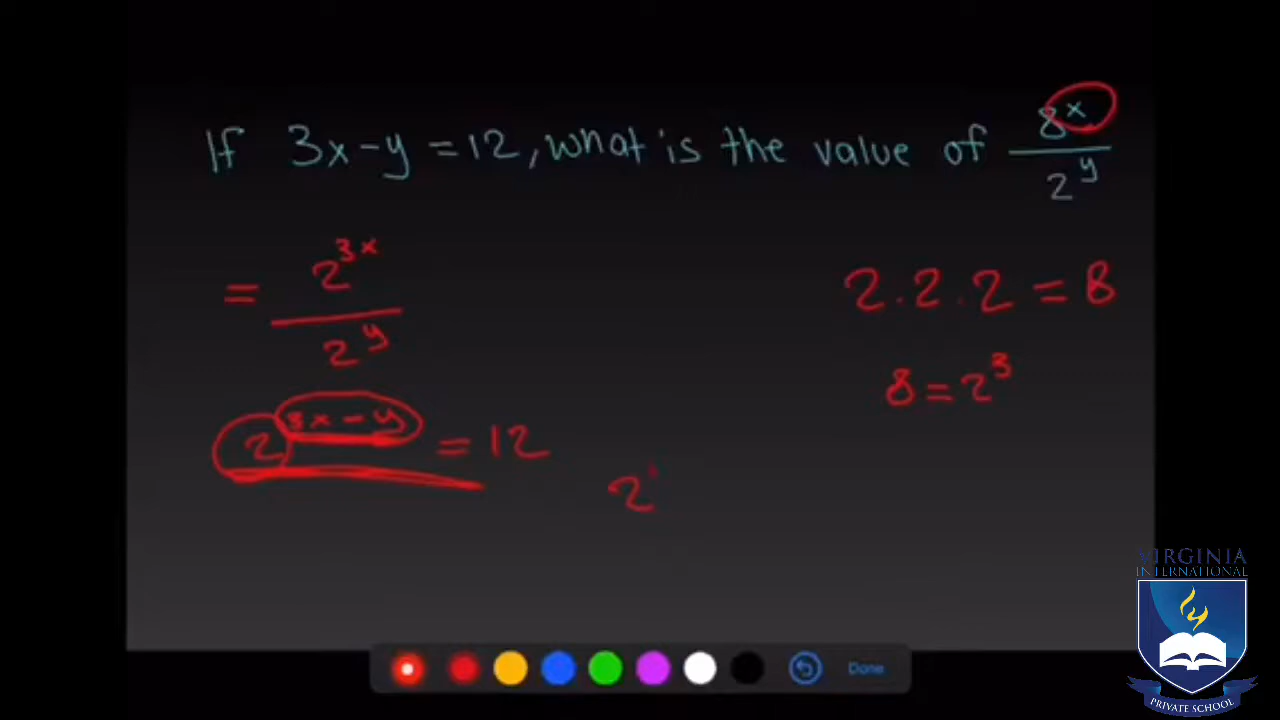 If 3x-y=12, what is the value of 8^x/2^y
= 2^3x/2^y
2.2.2=8
8=2^3
2^3x-y = 12
2
VIRGINIA
INTERNATIONAL
PRIVATE SCHOOL
Done